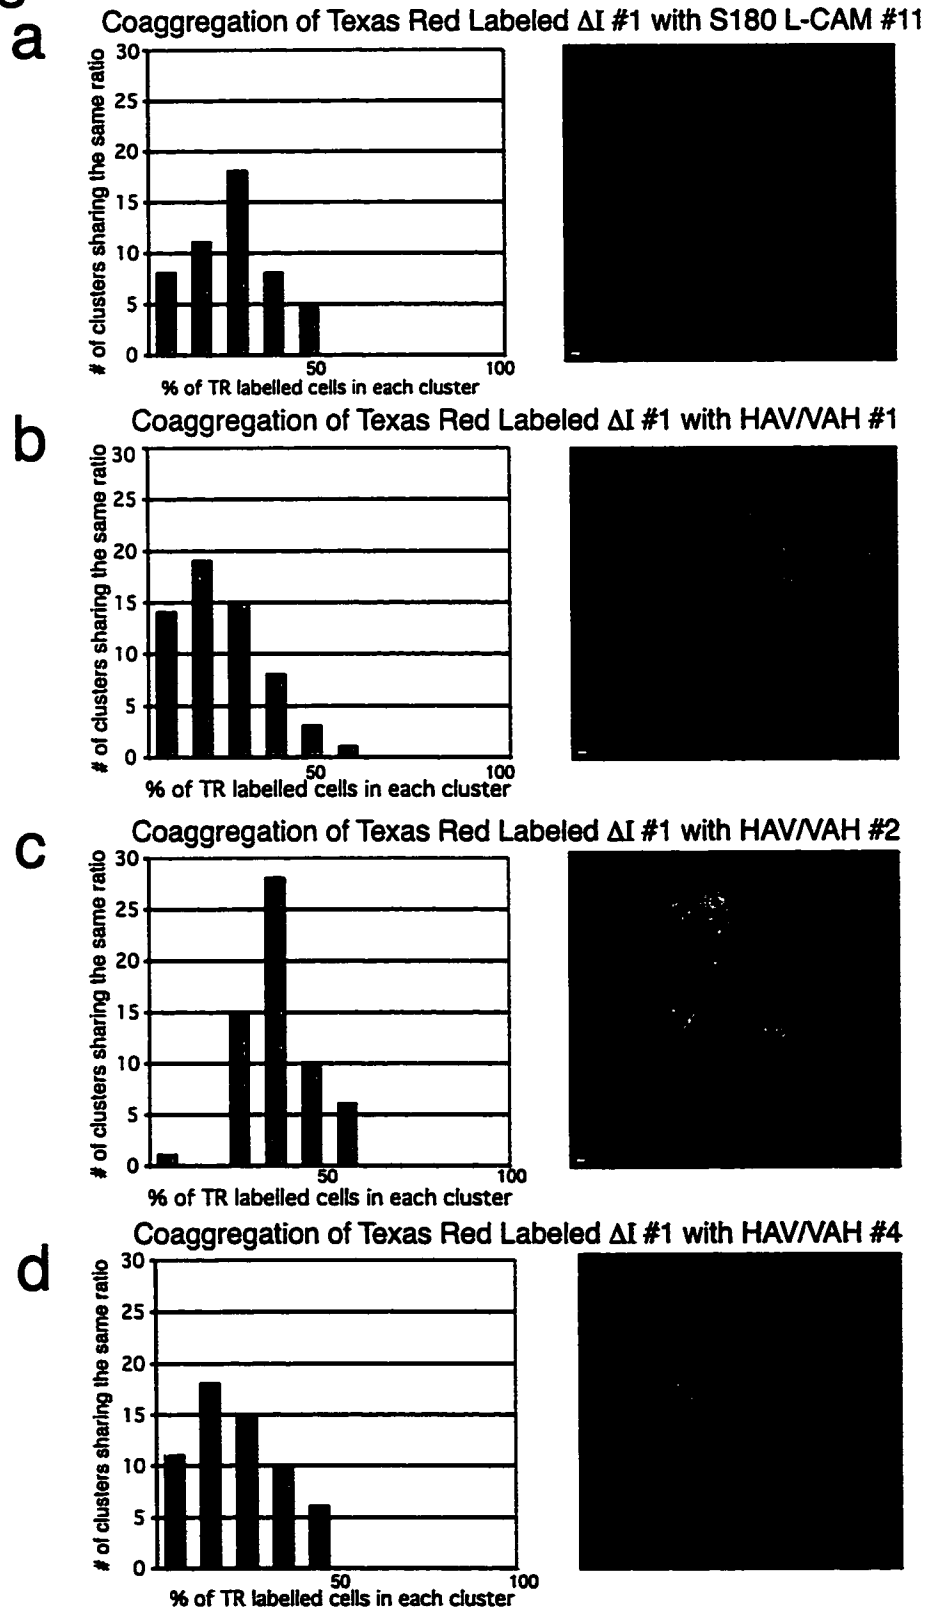 a
Coaggregation of Texas Red Labeled ΔI #1 with S180 L-CAM #11
# of clusters sharing the same ratio
30
25
20
15
10
5
0
50
100
% of TR labelled cells in each cluster
b
Coaggregation of Texas Red Labeled ΔI #1 with HAV/VAH #1
# of clusters sharing the same ratio
30
25
20
15
10
5
0
50
100
% of TR labelled cells in each cluster
c
Coaggregation of Texas Red Labeled ΔI #1 with HAV/VAH #2
# of clusters sharing the same ratio
30
25
20
15
10
5
0
50
100
% of TR labelled cells in each cluster
d
Coaggregation of Texas Red Labeled ΔI #1 with HAV/VAH #4
# of clusters sharing the same ratio
30
25
20
15
10
5
0
50
100
% of TR labelled cells in each cluster